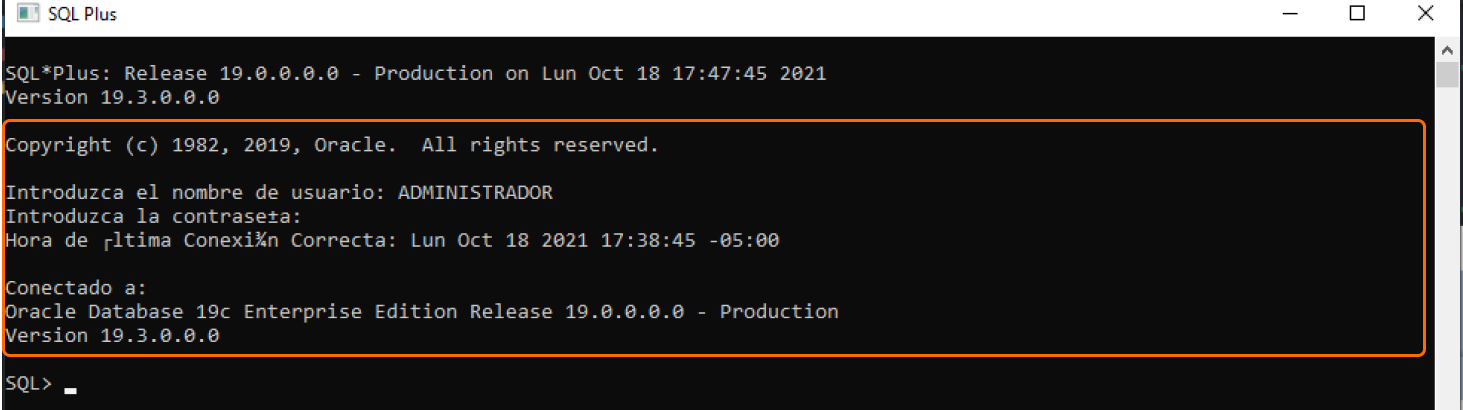 SQL Plus
SQL*Plus: Release 19.0.0.0.0 - Production on Lun Oct 18 17:47:45 2021
Version 19.3.0.0.0
Copyright (c) 1982, 2019, Oracle.  All rights reserved.
Introduzca el nombre de usuario: ADMINISTRADOR
Introduzca la contrase±a:
Hora de ┌ltima Conexi¾n Correcta: Lun Oct 18 2021 17:38:45 -05:00
Conectado a:
Oracle Database 19c Enterprise Edition Release 19.0.0.0.0 - Production
Version 19.3.0.0.0
SQL>